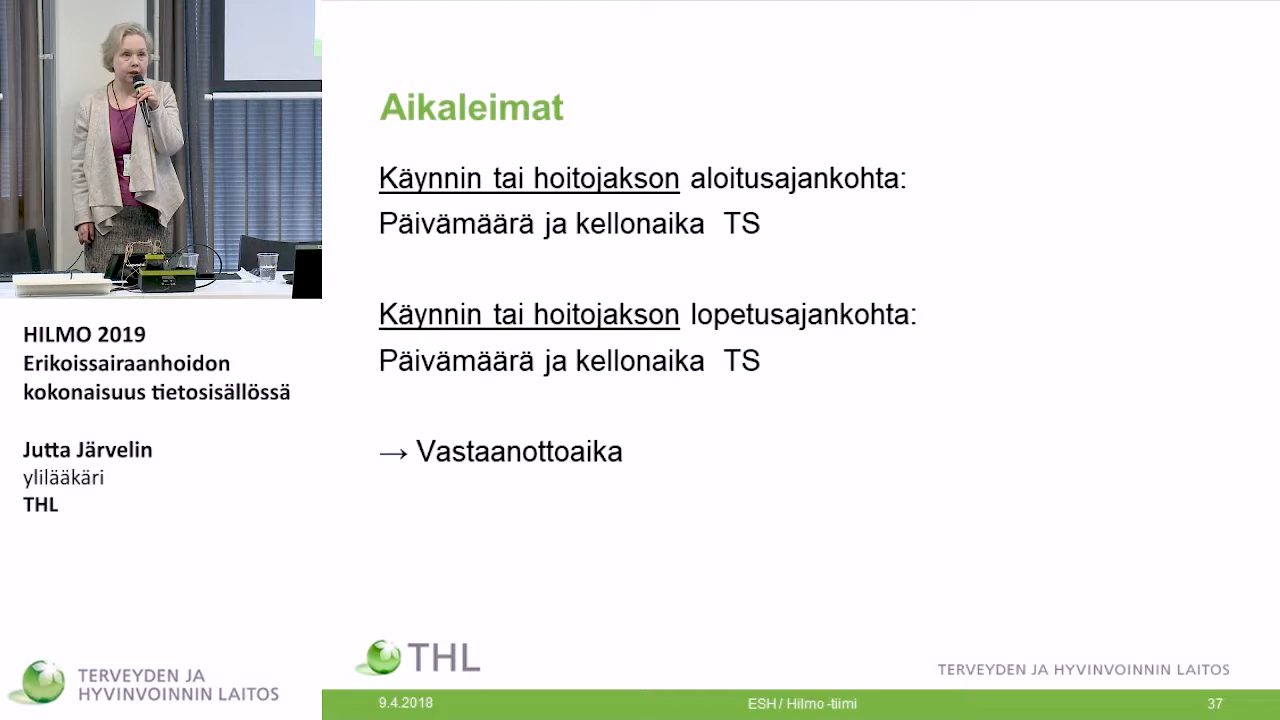 HILMO 2019
Erikoissairaanhoidon
kokonaisuus tietosisällössä
Jutta Järvelin
ylilääkäri
THL
TERVEYDEN JA
HYVINVOINNIN LAITOS
Aikaleimat
Käynnin tai hoitojakson aloitusajankohta:
Päivämäärä ja kellonaika TS
Käynnin tai hoitojakson lopetusajankohta:
Päivämäärä ja kellonaika TS
→ Vastaanottoaika
THL
TERVEYDEN JA HYVINVOINNIN LAITOS
9.4.2018
ESH / Hilmo -tiimi
37